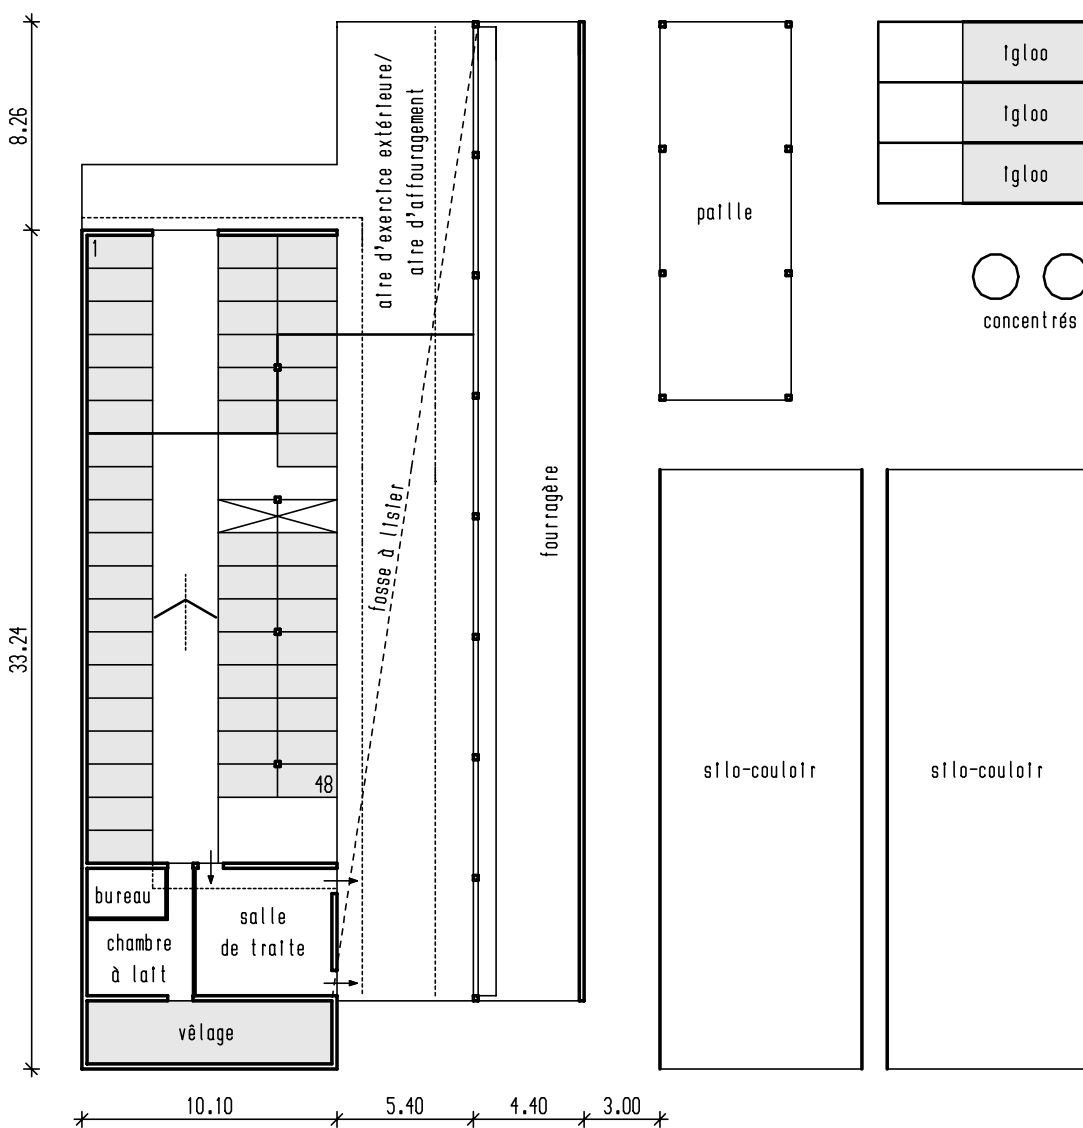 8.26
33.24
aire d'exercice extérieure/
aire d'affouragement
fosse à lisier
fourragère
paille
igloo
igloo
igloo
concentrés
1
48
silo-couloir
silo-couloir
bureau
salle
de traite
chambre
à lait
vêlage
10.10
5.40
4.40
3.00